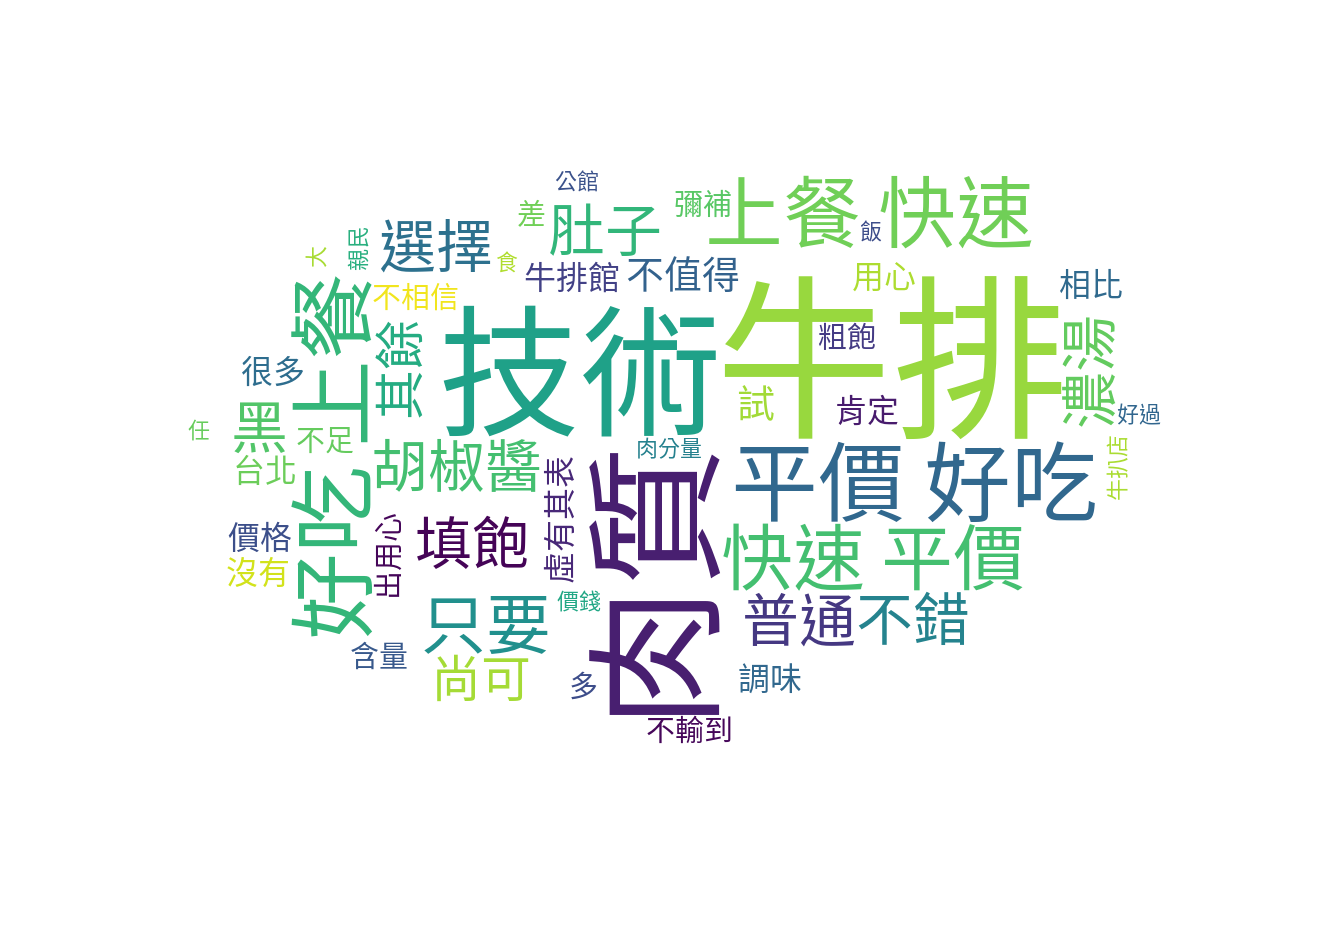 公館
彌補
上餐 快速
差
肚子
選擇
飯
親民
大
食
牛排館
不值得
用心
相比
不相信
上餐
技術
牛排
粗飽
濃湯
其餘
很多
試
肯定
好過
黑
任
不足
肉分量
胡椒醬
台北
平價 好吃
牛扒店
好吃
虛有其表
肉質
出用心
填飽
價格
快速 平價
沒有
價錢
只要
普通
不錯
含量
尚可
多
調味
不輸到